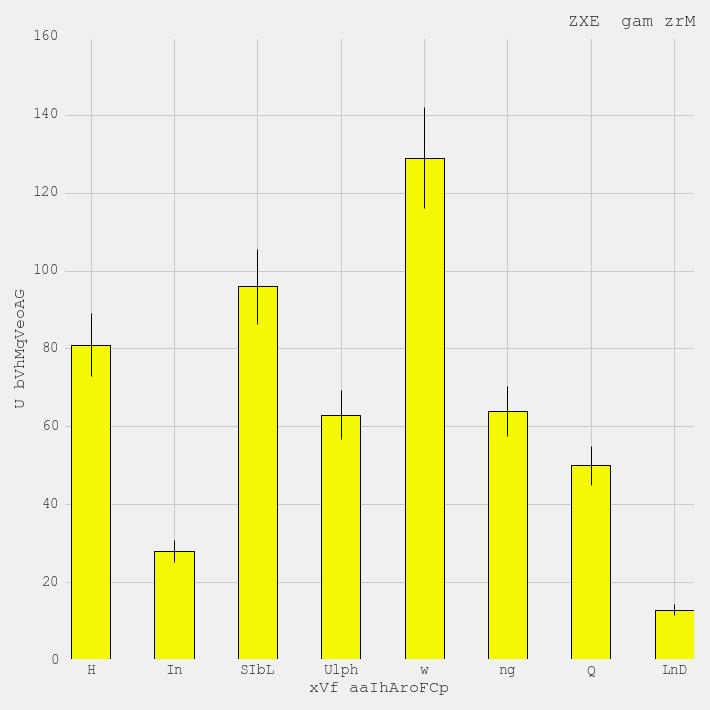 ZXE  gam zrM
160
140
120
100
80
60
40
20
0
U bVhMqVeoAG
H In SIbL Ulph w ng Q LnD
xVf aaIhAroFCp